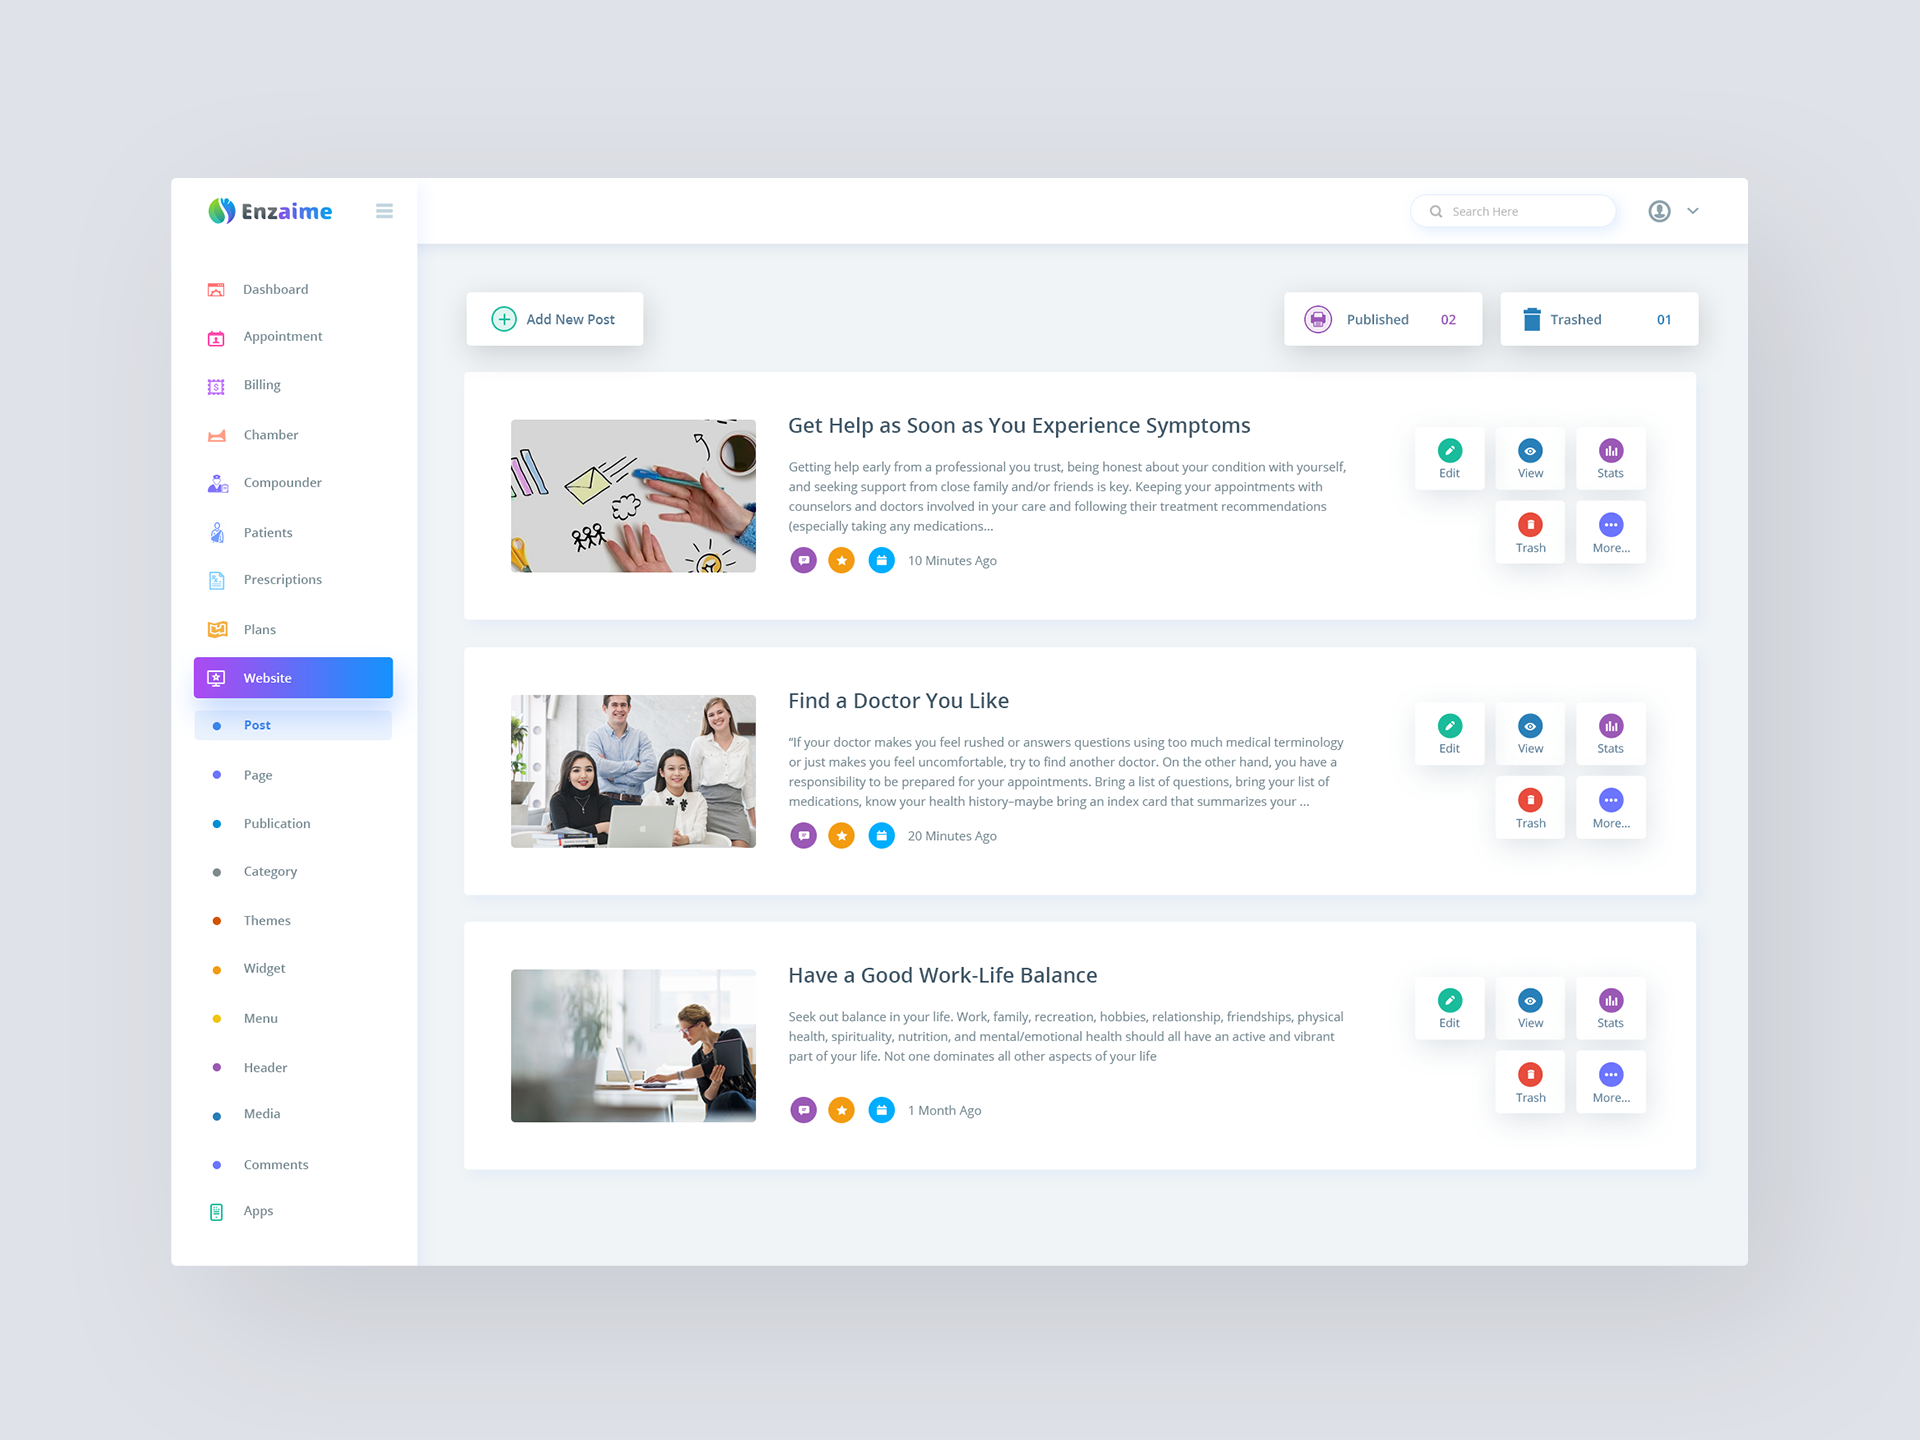 Enzaime
Search Here
Dashboard
Appointment
Billing
Chamber
Compounder
Patients
Prescriptions
Plans
Website
Post
Page
Publication
Category
Themes
Widget
Menu
Header
Media
Comments
Apps
Add New Post
Published 02
Trashed 01
Get Help as Soon as You Experience Symptoms
Getting help early from a professional you trust, being honest about your condition with yourself,
and seeking support from close family and/or friends is key. Keeping your appointments with
counselors and doctors involved in your care and following their treatment recommendations
(especially taking any medications...
10 Minutes Ago
Edit View Stats
Trash More...
Find a Doctor You Like
“If your doctor makes you feel rushed or answers questions using too much medical terminology
or just makes you feel uncomfortable, try to find another doctor. On the other hand, you have a
responsibility to be prepared for your appointments. Bring a list of questions, bring your list of
medications, know your health history–maybe bring an index card that summarizes your ...
20 Minutes Ago
Edit View Stats
Trash More...
Have a Good Work-Life Balance
Seek out balance in your life. Work, family, recreation, hobbies, relationship, friendships, physical
health, spirituality, nutrition, and mental/emotional health should all have an active and vibrant
part of your life. Not one dominates all other aspects of your life
1 Month Ago
Edit View Stats
Trash More...